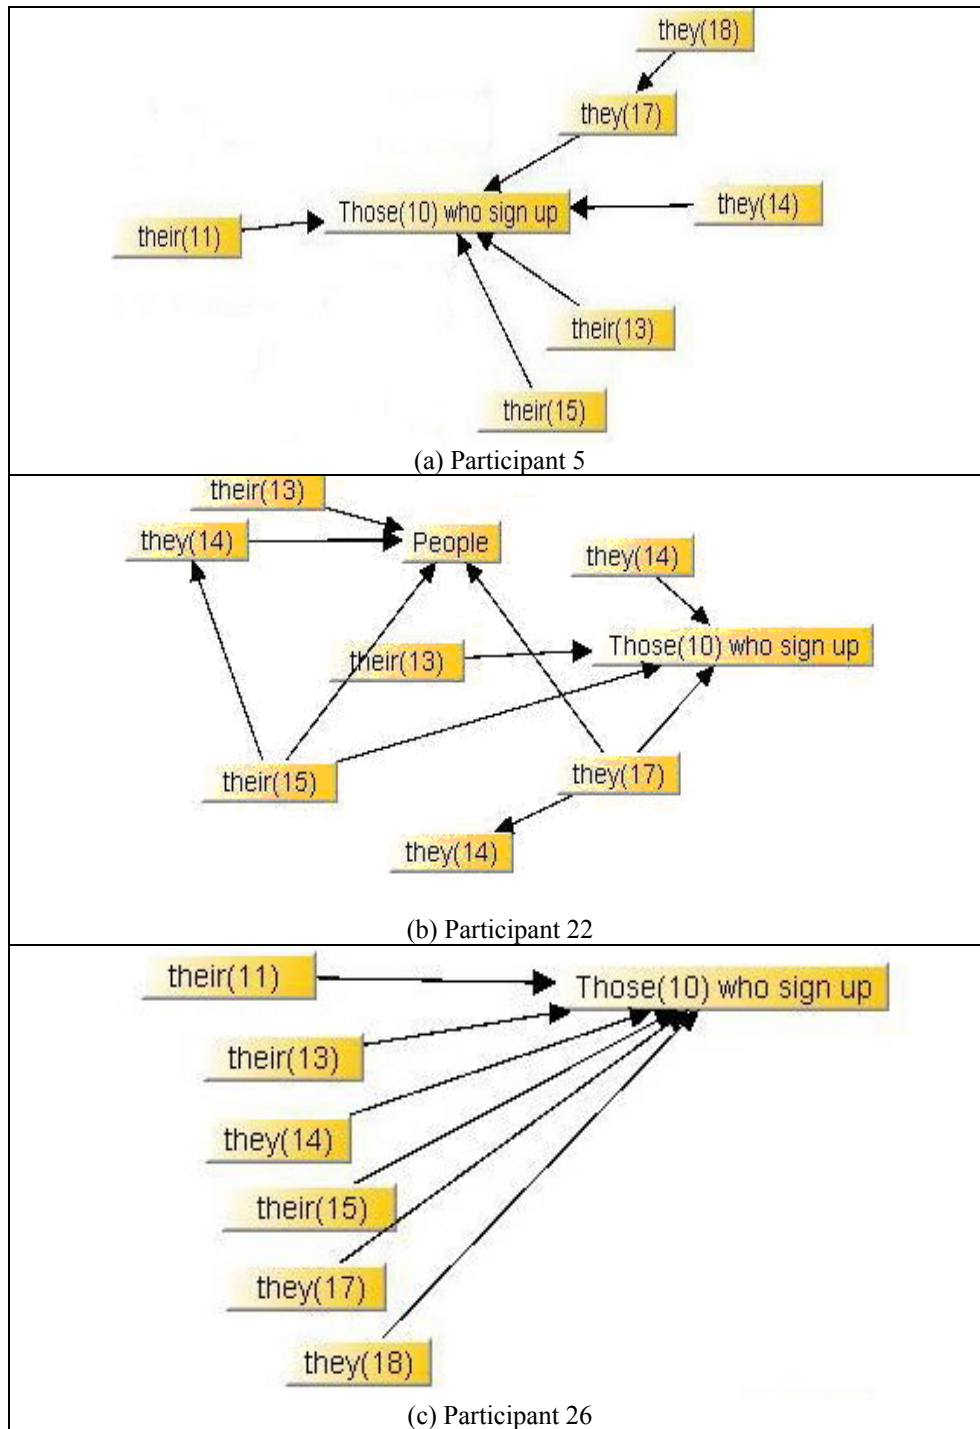 they(18)
they(17)
Those(10) who sign up
they(14)
their(11)
their(13)
their(15)
(a) Participant 5
their(13)
they(14)
People
they(14)
Those(10) who sign up
their(13)
their(15)
they(17)
they(14)
(b) Participant 22
their(11)
Those(10) who sign up
their(13)
they(14)
their(15)
they(17)
they(18)
(c) Participant 26